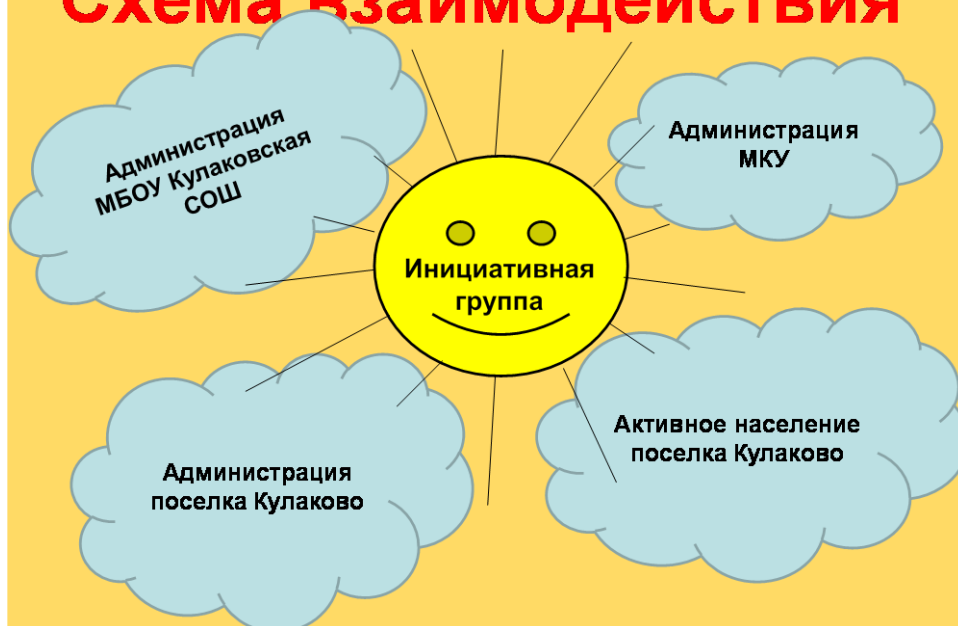 Схема взаимодействия
Администрация
МБОУ Кулаковская
СОШ
Администрация
МКУ
Инициативная
группа
Активное население
поселка Кулаково
Администрация
поселка Кулаково